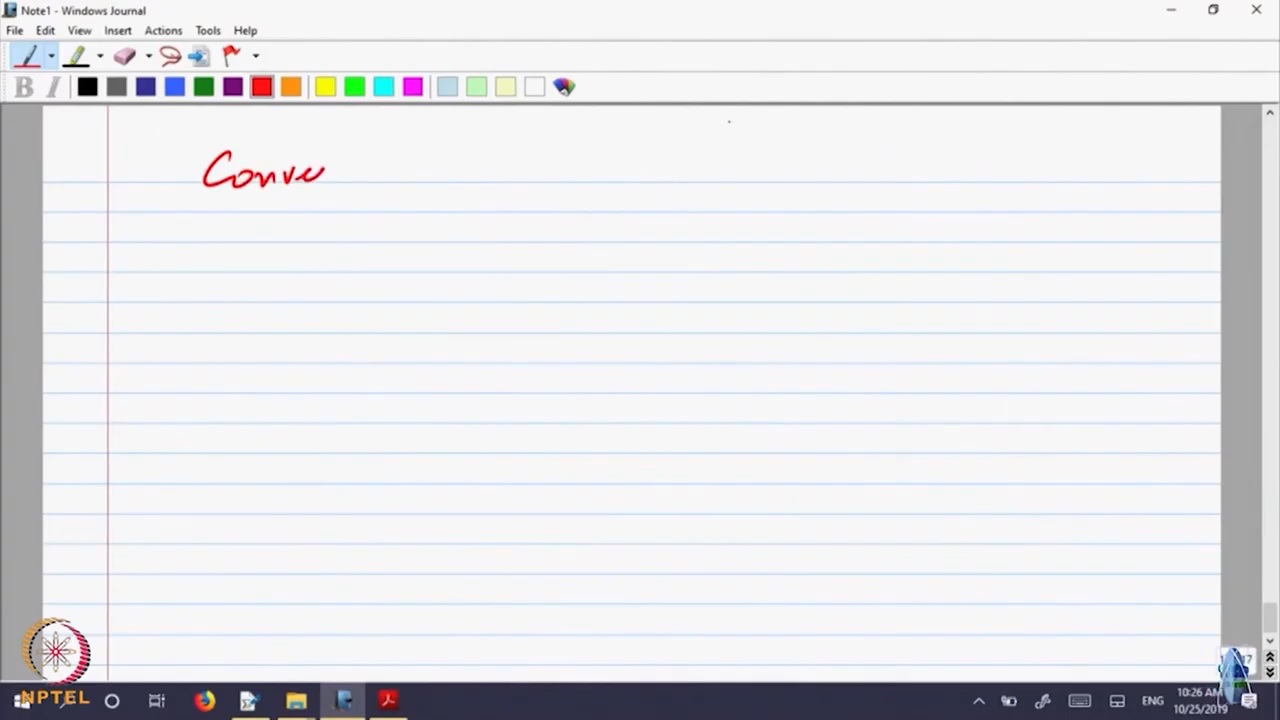 Note1 - Windows Journal
File Edit View Insert Actions Tools Help
B I
Conve
NPTEL
ENG
10:26 AM
10/25/2019